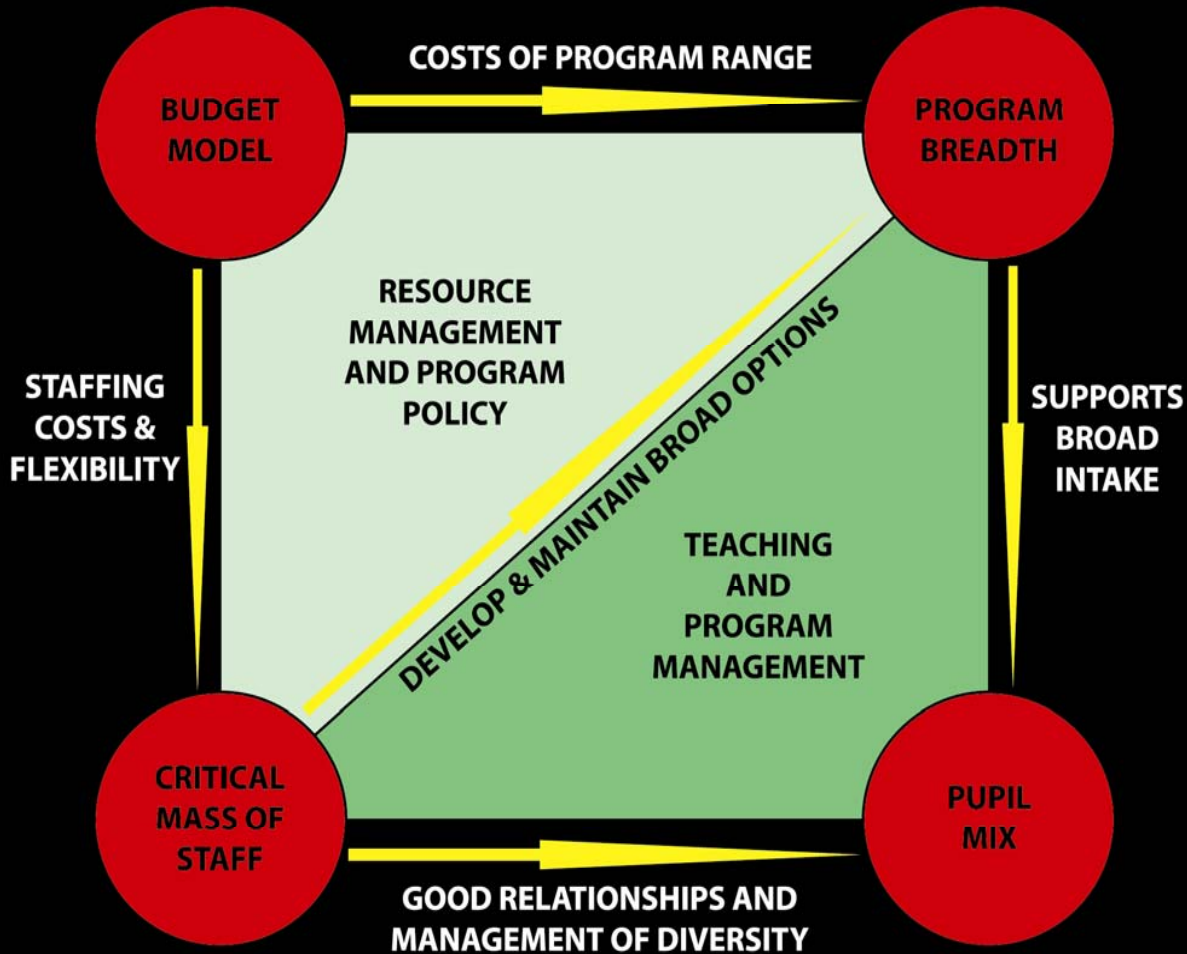 COSTS OF PROGRAM RANGE
BUDGET
MODEL
PROGRAM
BREADTH
RESOURCE
MANAGEMENT
AND PROGRAM
POLICY
STAFFING
COSTS &
FLEXIBILITY
DEVELOP & MAINTAIN BROAD OPTIONS
SUPPORTS
BROAD
INTAKE
TEACHING
AND
PROGRAM
MANAGEMENT
CRITICAL
MASS OF
STAFF
PUPIL
MIX
GOOD RELATIONSHIPS AND
MANAGEMENT OF DIVERSITY